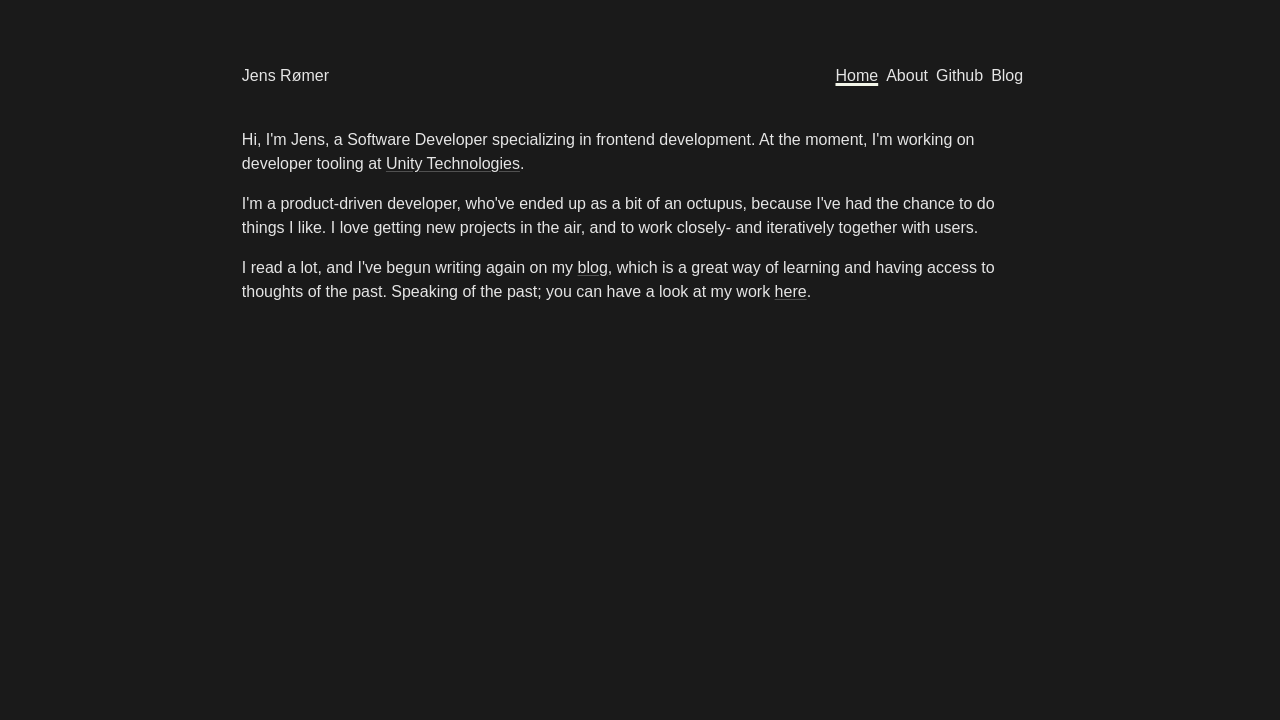 Jens Rømer
Home About Github Blog
Hi, I'm Jens, a Software Developer specializing in frontend development. At the moment, I'm working on
developer tooling at Unity Technologies.
I'm a product-driven developer, who've ended up as a bit of an octupus, because I've had the chance to do
things I like. I love getting new projects in the air, and to work closely- and iteratively together with users.
I read a lot, and I've begun writing again on my blog, which is a great way of learning and having access to
thoughts of the past. Speaking of the past; you can have a look at my work here.